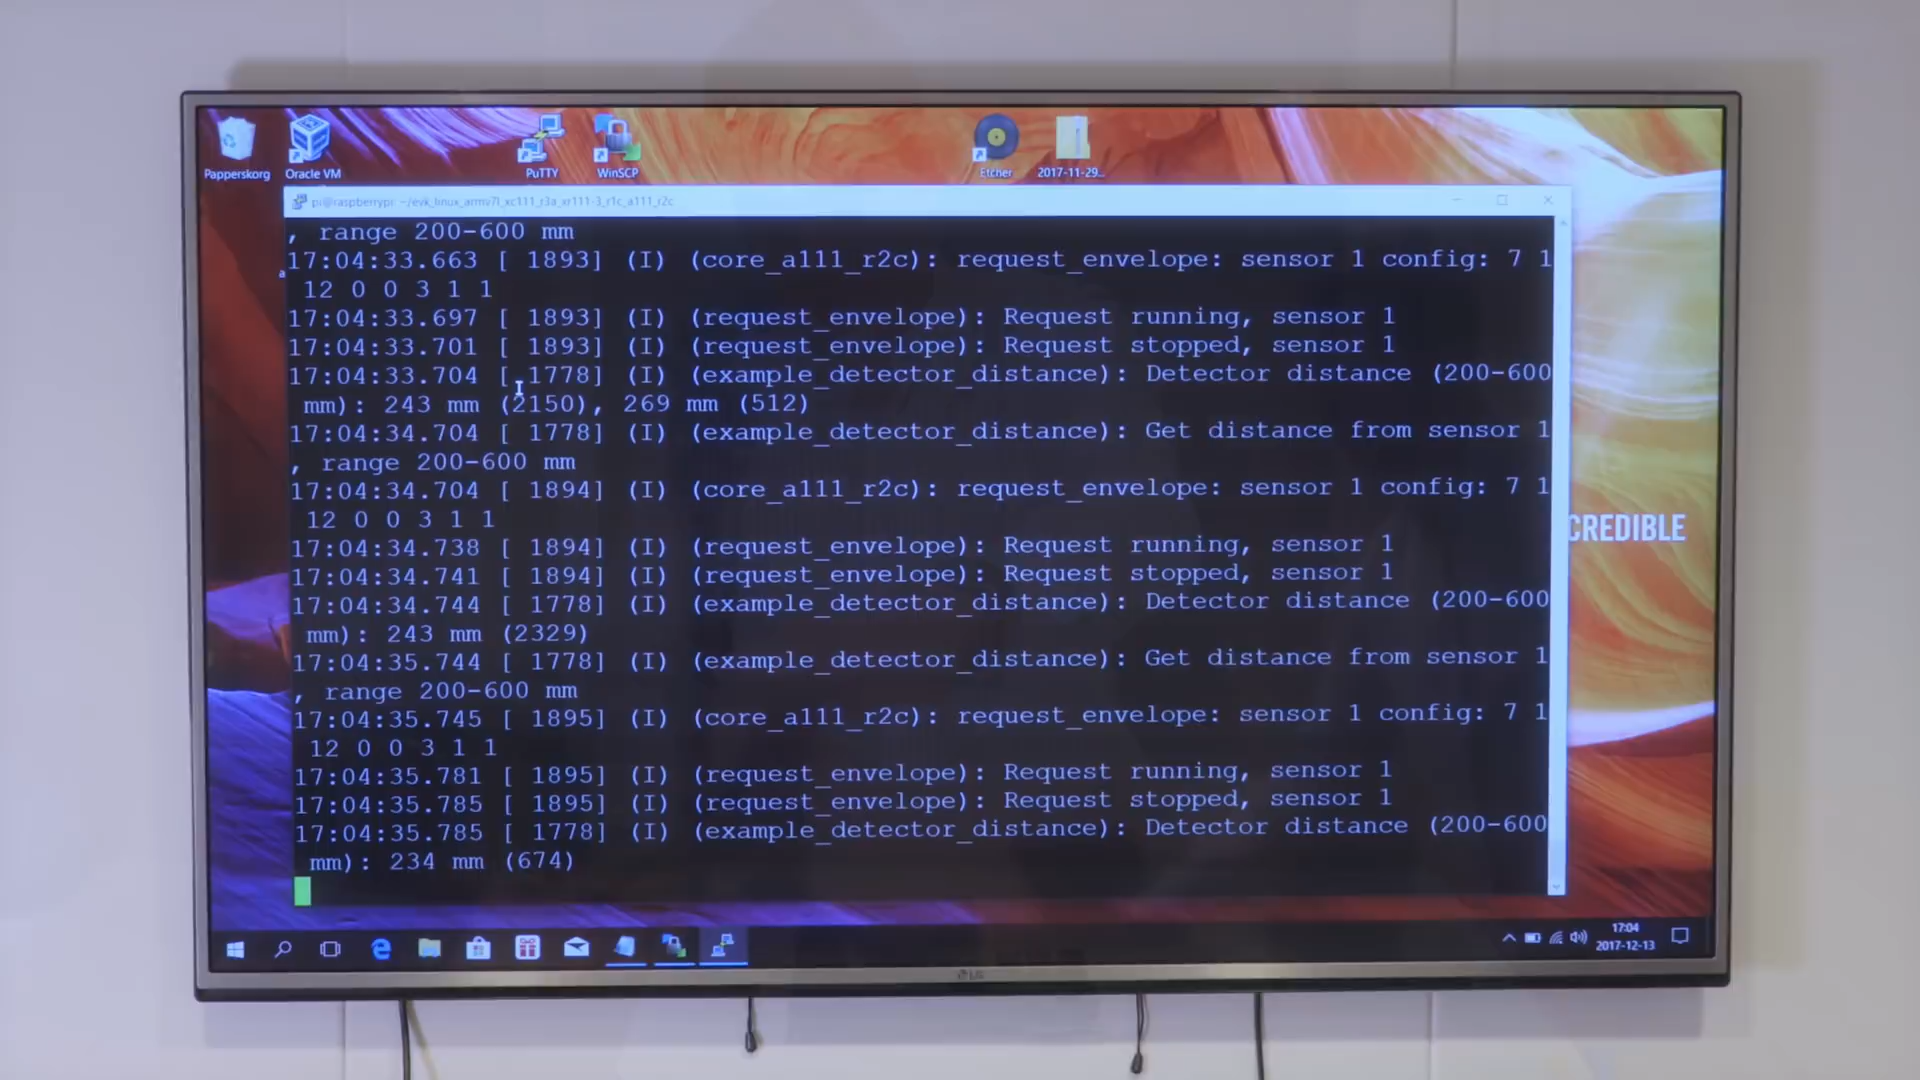 Papperskorg
Oracle VM
PuTTY
WinSCP
Etcher
2017-11-29...
pi@raspberrypi: ~/evk_linux_armv7l_xc111_r3a_xr111-3_r1c_a111_r2c
, range 200-600 mm
17:04:33.663 [ 1893] (I) (core_a111_r2c): request_envelope: sensor 1 config: 7 1
12 0 0 3 1 1
17:04:33.697 [ 1893] (I) (request_envelope): Request running, sensor 1
17:04:33.701 [ 1893] (I) (request_envelope): Request stopped, sensor 1
17:04:33.704 [ 1778] (I) (example_detector_distance): Detector distance (200-600
mm): 243 mm (2150), 269 mm (512)
17:04:34.704 [ 1778] (I) (example_detector_distance): Get distance from sensor 1
, range 200-600 mm
17:04:34.704 [ 1894] (I) (core_a111_r2c): request_envelope: sensor 1 config: 7 1
12 0 0 3 1 1
17:04:34.738 [ 1894] (I) (request_envelope): Request running, sensor 1
17:04:34.741 [ 1894] (I) (request_envelope): Request stopped, sensor 1
17:04:34.744 [ 1778] (I) (example_detector_distance): Detector distance (200-600
mm): 243 mm (2329)
17:04:35.744 [ 1778] (I) (example_detector_distance): Get distance from sensor 1
, range 200-600 mm
17:04:35.745 [ 1895] (I) (core_a111_r2c): request_envelope: sensor 1 config: 7 1
12 0 0 3 1 1
17:04:35.781 [ 1895] (I) (request_envelope): Request running, sensor 1
17:04:35.785 [ 1895] (I) (request_envelope): Request stopped, sensor 1
17:04:35.785 [ 1778] (I) (example_detector_distance): Detector distance (200-600
mm): 234 mm (674)
CREDIBLE
17:04
2017-12-13
LG